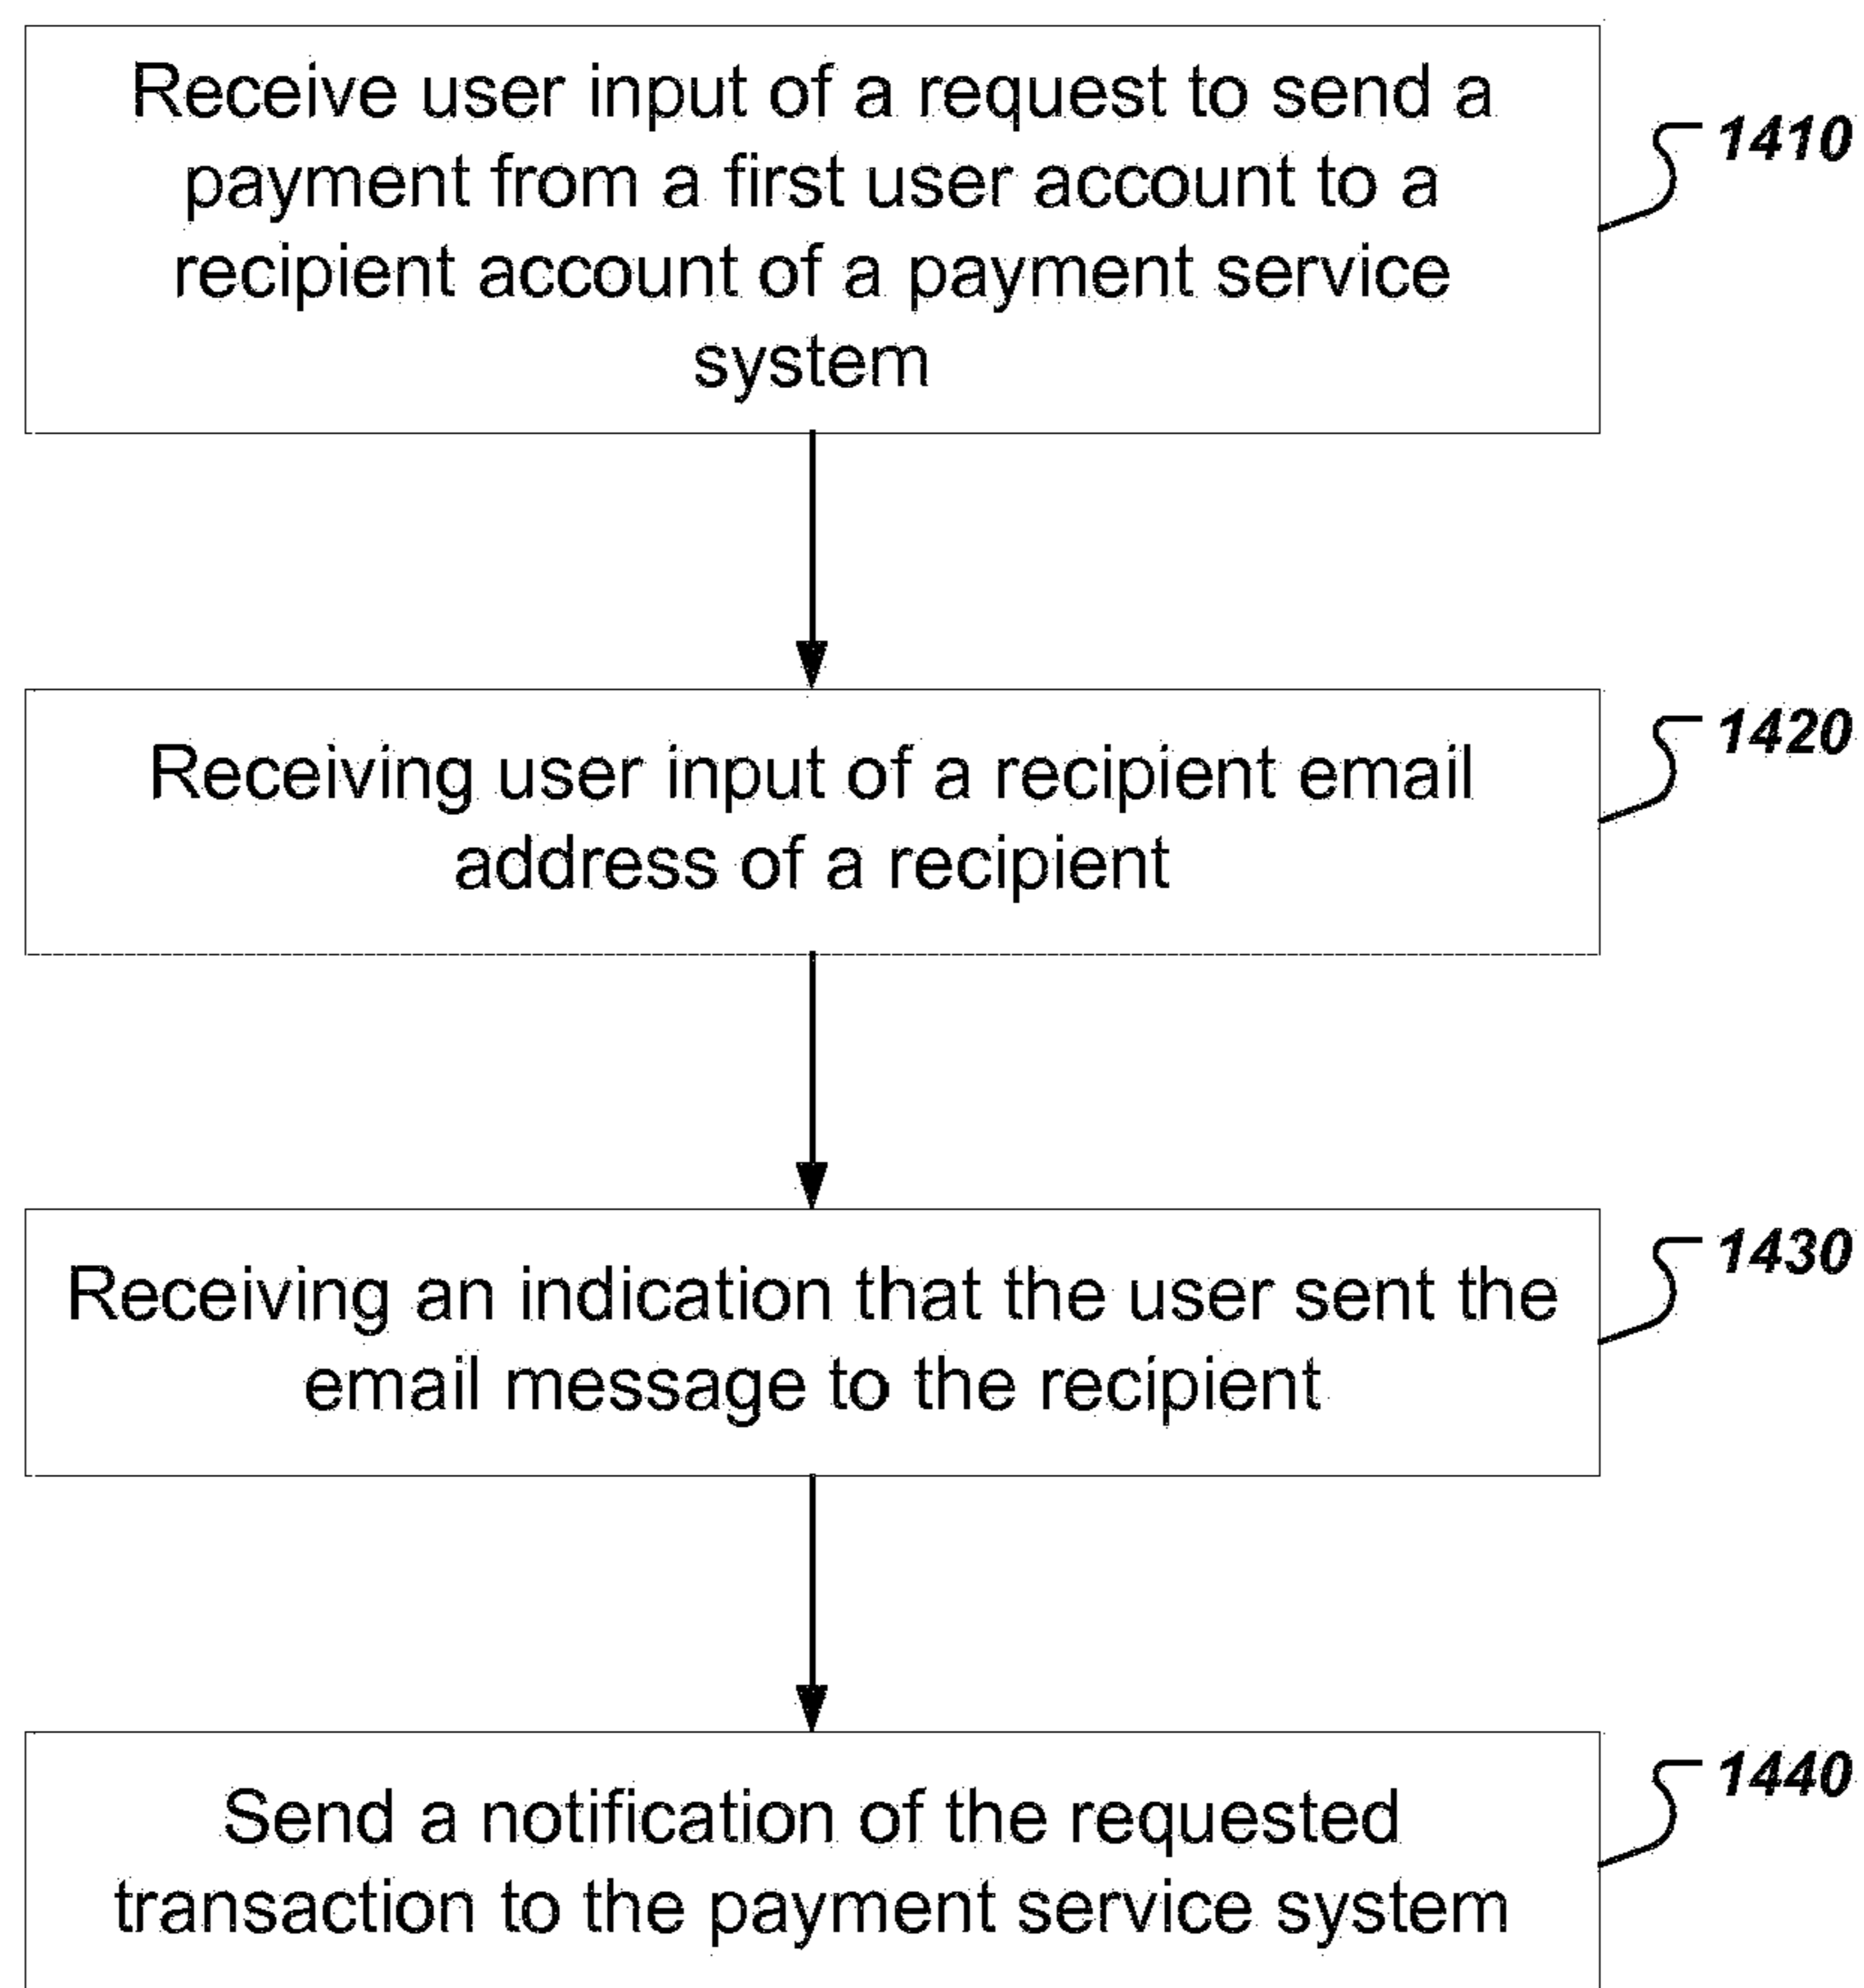 Receive user input of a request to send a
payment from a first user account to a
recipient account of a payment service
system
1410
Receiving user input of a recipient email
address of a recipient
1420
Receiving an indication that the user sent the
email message to the recipient
1430
Send a notification of the requested
transaction to the payment service system
1440